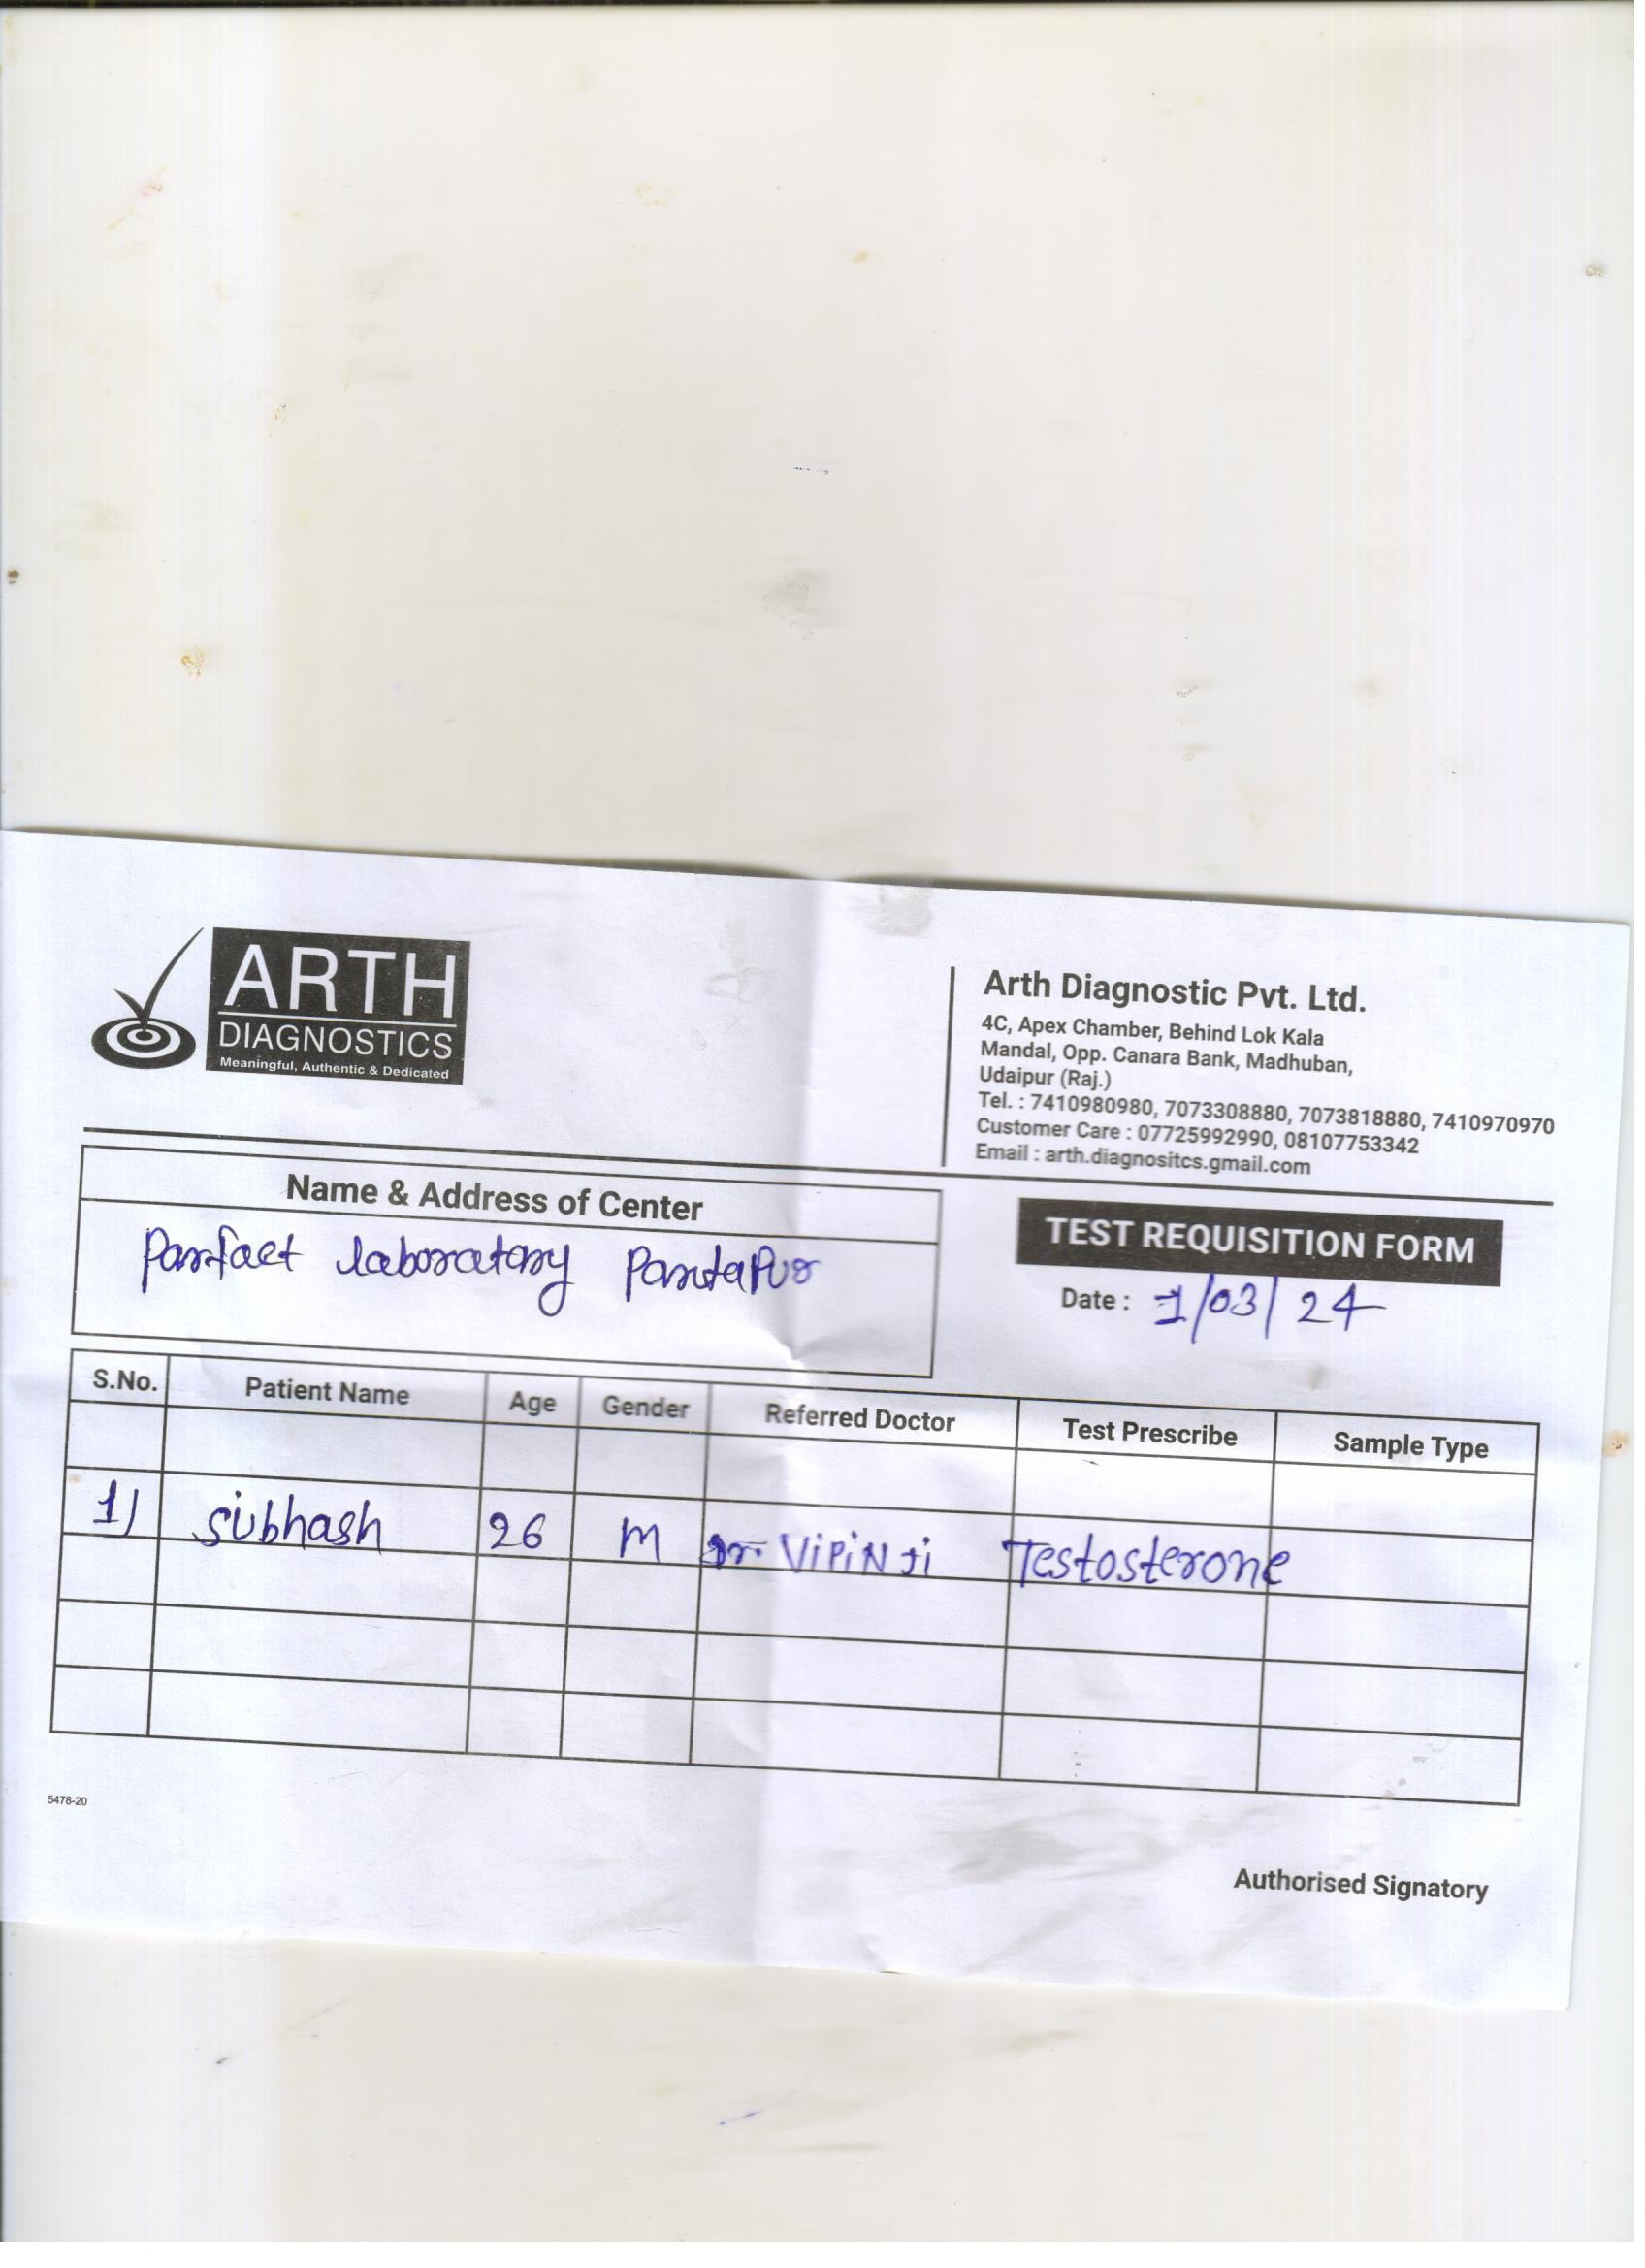 ARTH
DIAGNOSTICS
Meaningful, Authentic & Dedicated
Arth Diagnostic Pvt. Ltd.
4C, Apex Chamber, Behind Lok Kala
Mandal, Opp. Canara Bank, Madhuban,
Udaipur (Raj.)
Tel. : 7410980980, 7073308880, 7073818880, 7410970970
Customer Care : 07725992990, 08107753342
Email : arth.diagnositcs.gmail.com
Name & Address of Center
Parfact laboratory Partapur
TEST REQUISITION FORM
Date : 1/03/24
S.No. Patient Name Age Gender Referred Doctor Test Prescribe Sample Type
1) Subhash 26 M Dr. ViPiN Ji Testosterone
5478-20
Authorised Signatory